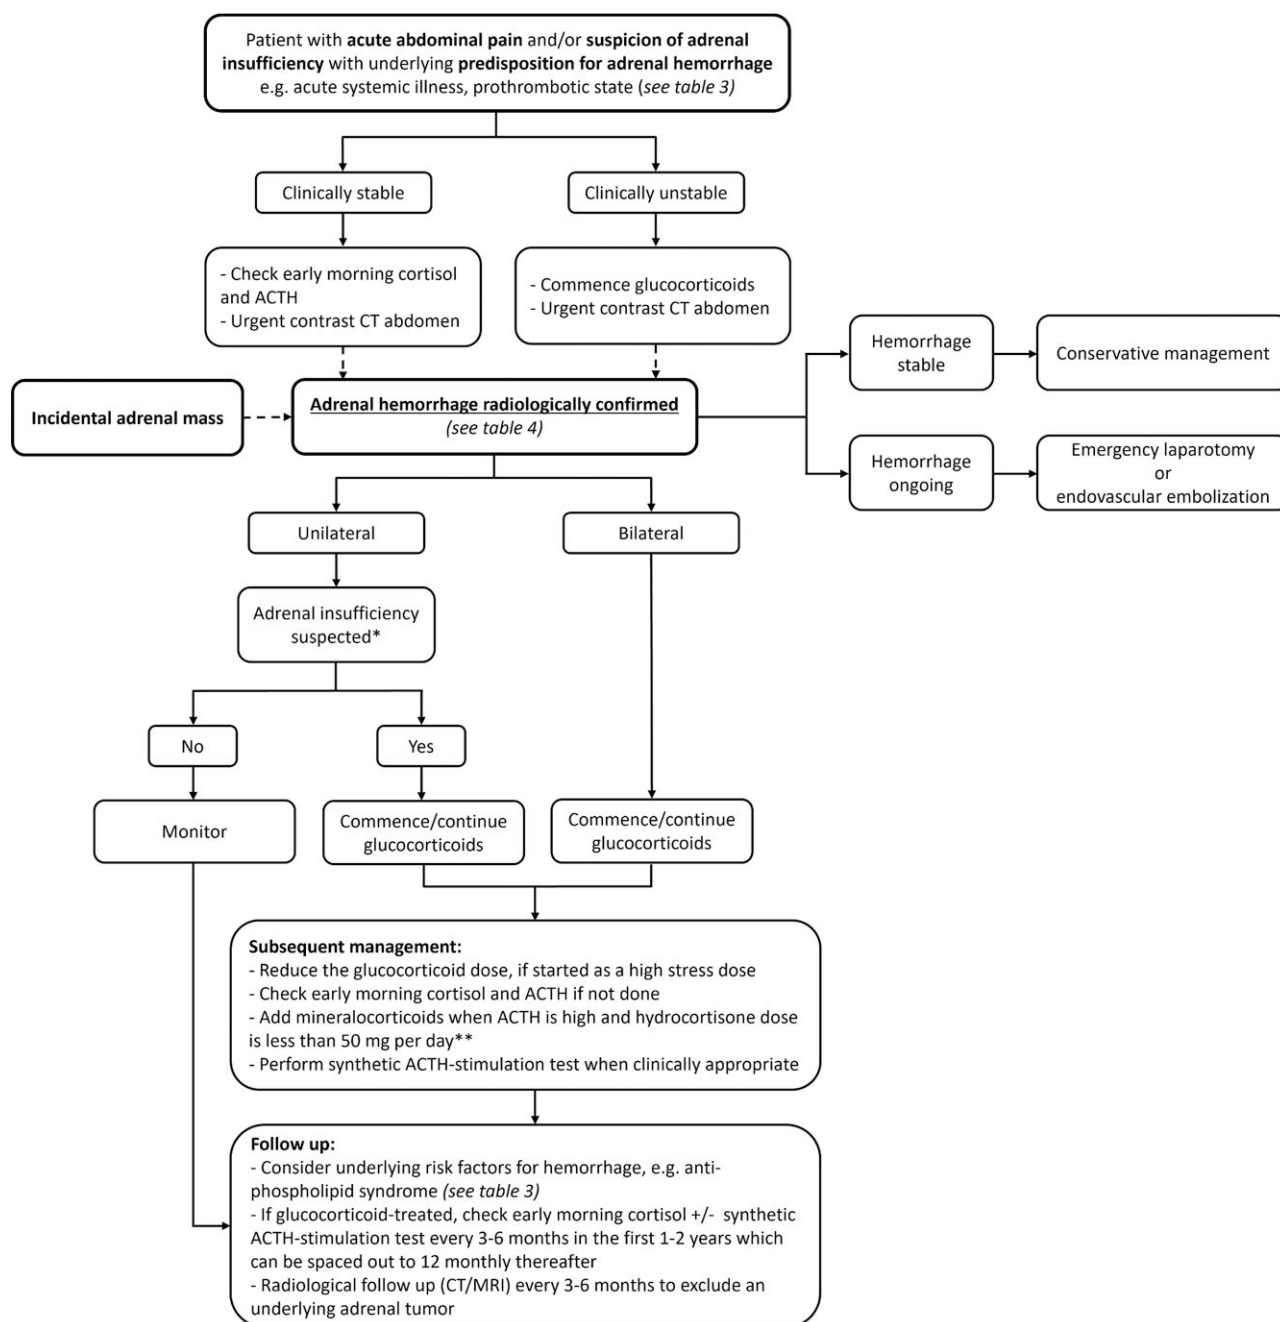 Patient with acute abdominal pain and/or suspicion of adrenal
insufficiency with underlying predisposition for adrenal hemorrhage
e.g. acute systemic illness, prothrombotic state (see table 3)
Clinically stable
Clinically unstable
- Check early morning cortisol
and ACTH
- Urgent contrast CT abdomen
- Commence glucocorticoids
- Urgent contrast CT abdomen
Hemorrhage
stable
Conservative management
Incidental adrenal mass
Adrenal hemorrhage radiologically confirmed
(see table 4)
Hemorrhage
ongoing
Emergency laparotomy
or
endovascular embolization
Unilateral
Bilateral
Adrenal insufficiency
suspected*
No
Yes
Monitor
Commence/continue
glucocorticoids
Commence/continue
glucocorticoids
Subsequent management:
- Reduce the glucocorticoid dose, if started as a high stress dose
- Check early morning cortisol and ACTH if not done
- Add mineralocorticoids when ACTH is high and hydrocortisone dose
is less than 50 mg per day**
- Perform synthetic ACTH-stimulation test when clinically appropriate
Follow up:
- Consider underlying risk factors for hemorrhage, e.g. anti-
phospholipid syndrome (see table 3)
- If glucocorticoid-treated, check early morning cortisol +/- synthetic
ACTH-stimulation test every 3-6 months in the first 1-2 years which
can be spaced out to 12 monthly thereafter
- Radiological follow up (CT/MRI) every 3-6 months to exclude an
underlying adrenal tumor